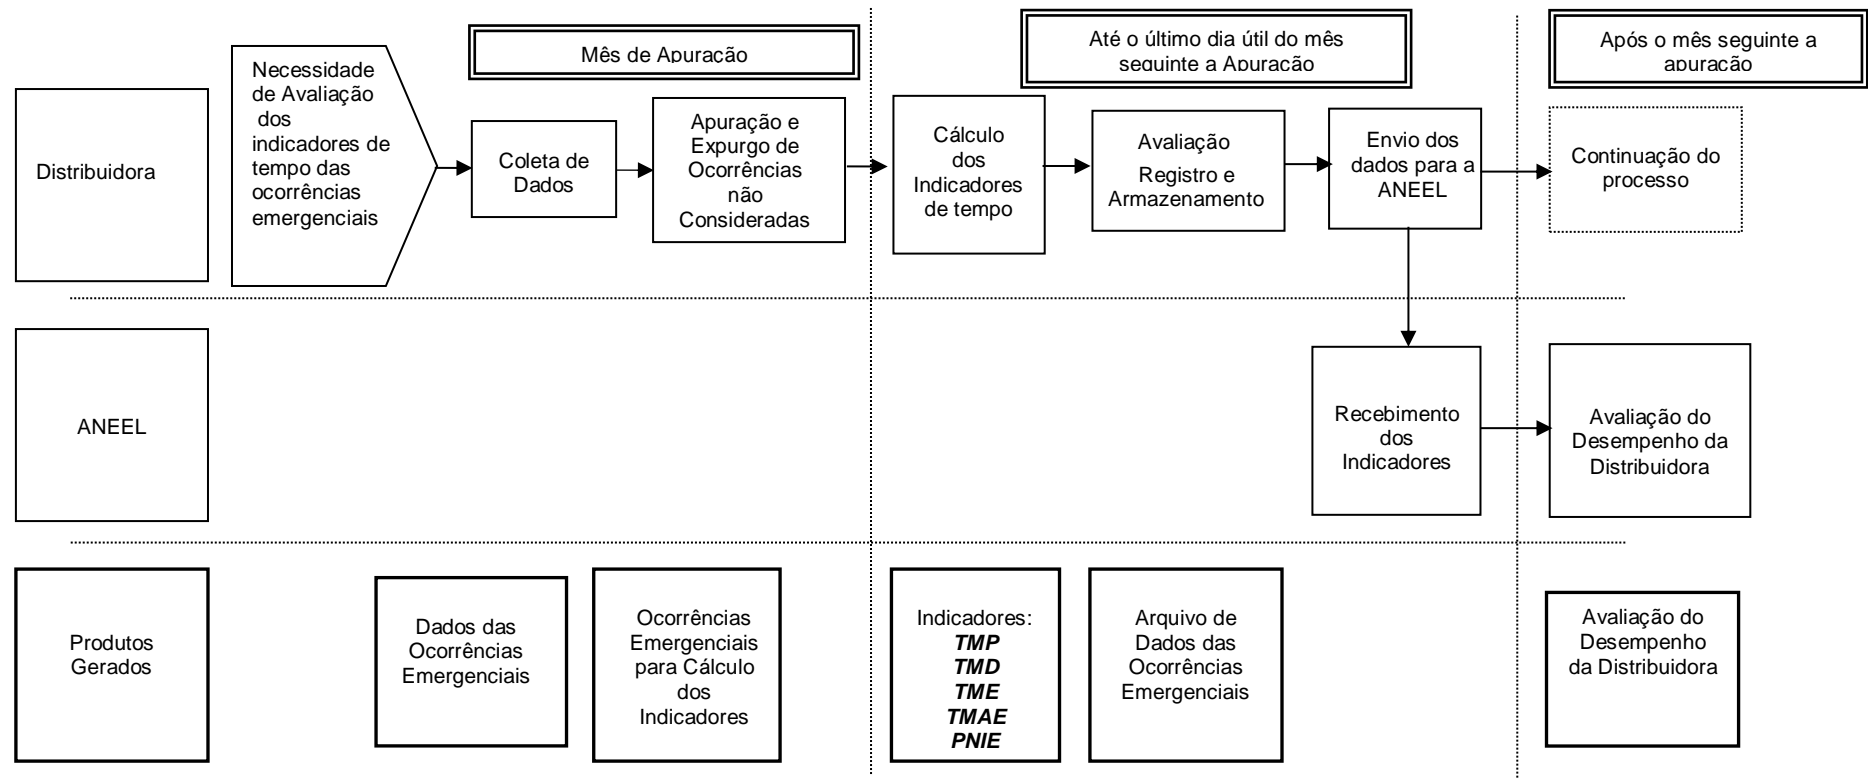 Mês de Apuração
Até o último dia útil do mês
seguinte a Apuração
Após o mês seguinte a
apuração
Distribuidora
Necessidade
de Avaliação
dos
indicadores de
tempo das
ocorrências
emergenciais
Coleta de
Dados
Apuração e
Expurgo de
Ocorrências
não
Consideradas
Cálculo
dos
Indicadores
de tempo
Avaliação
Registro e
Armazenamento
Envio dos
dados para a
ANEEL
Continuação do
processo
ANEEL
Recebimento
dos
Indicadores
Avaliação do
Desempenho da
Distribuidora
Produtos
Gerados
Dados das
Ocorrências
Emergenciais
Ocorrências
Emergenciais
para Cálculo
dos
Indicadores
Indicadores:
TMP
TMD
TME
TMAE
PNIE
Arquivo de
Dados das
Ocorrências
Emergenciais
Avaliação do
Desempenho
da Distribuidora